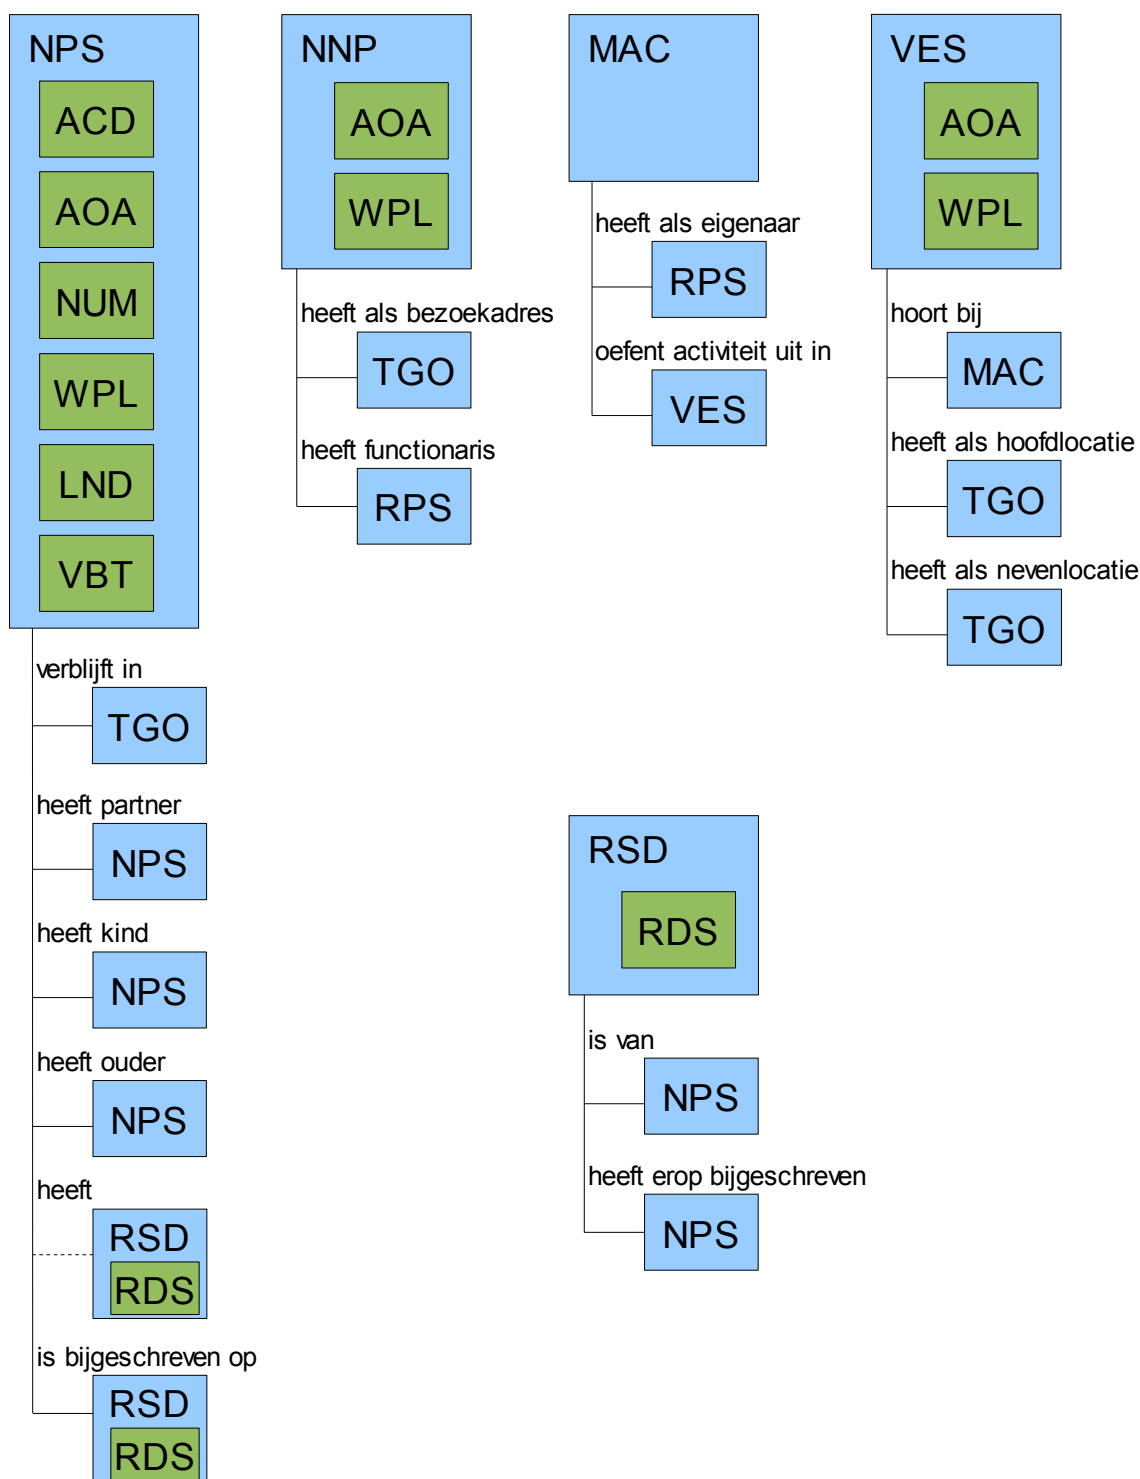 NPS
ACD
AOA
NUM
WPL
LND
VBT
verblijft in
TGO
heeft partner
NPS
heeft kind
NPS
heeft ouder
NPS
heeft
RSD
RDS
is bijgeschreven op
RSD
RDS
NNP
AOA
WPL
heeft als bezoekadres
TGO
heeft functionaris
RPS
MAC
heeft als eigenaar
RPS
oefent activiteit uit in
VES
VES
AOA
WPL
hoort bij
MAC
heeft als hoofdlocatie
TGO
heeft als nevenlocatie
TGO
RSD
RDS
is van
NPS
heeft erop bijgeschreven
NPS